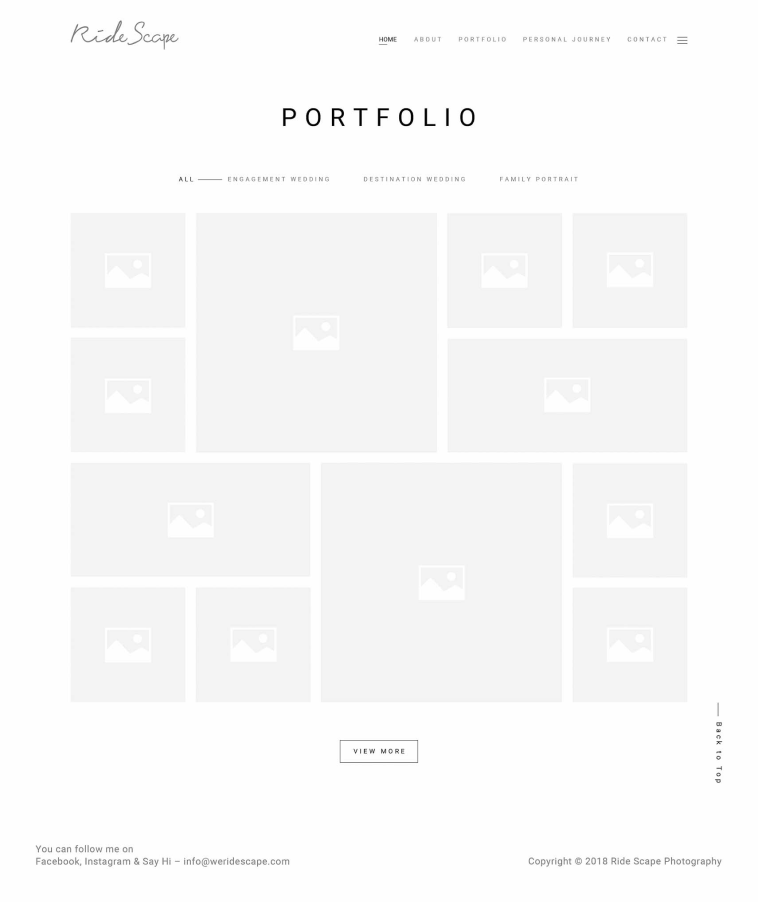 Ride Scape
HOME ABOUT PORTFOLIO PERSONAL JOURNEY CONTACT
PORTFOLIO
ALL ENGAGEMENT WEDDING DESTINATION WEDDING FAMILY PORTRAIT
VIEW MORE
Back to Top
You can follow me on
Facebook, Instagram & Say Hi – info@weridescape.com
Copyright © 2018 Ride Scape Photography